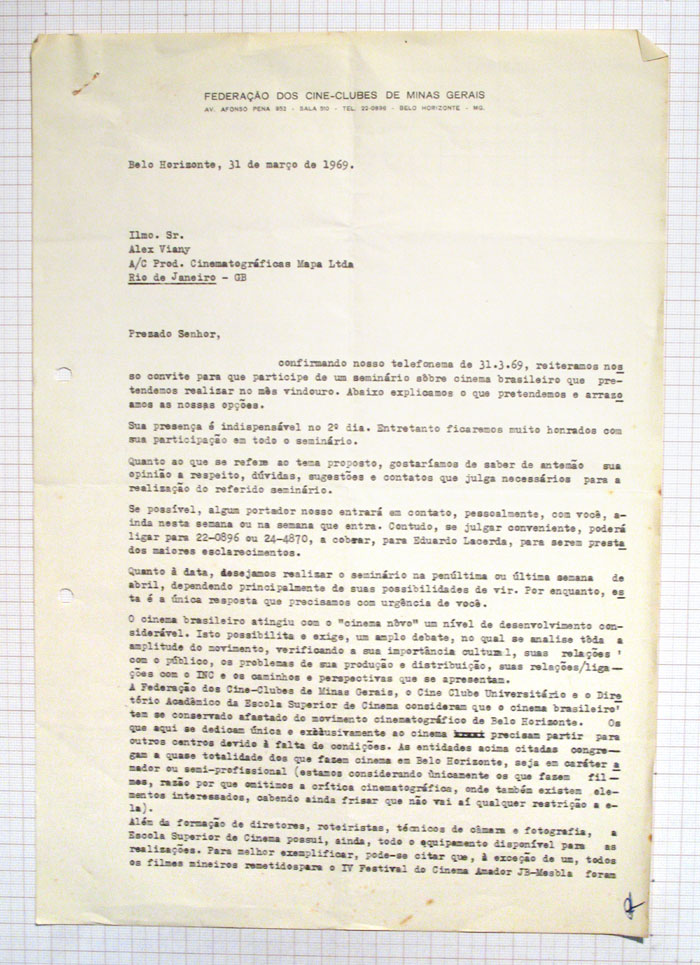 FEDERAÇÃO DOS CINE-CLUBES DE MINAS GERAIS
AV. AFONSO PENA 952 - SALA 510 - TEL. 22-0896 - BELO HORIZONTE - MG.
Belo Horizonte, 31 de março de 1969.
Ilmo. Sr.
Alex Viany
A/C Prod. Cinematográficas Mapa Ltda
Rio de Janeiro - GB
Prezado Senhor,
confirmando nosso telefonema de 31.3.69, reiteramos nos
so convite para que participe de um seminário sôbre cinema brasileiro que pre-
tendemos realizar no mês vindouro. Abaixo explicamos o que pretendemos e arrazo
amos as nossas opções.
Sua presença é indispensável no 2º dia. Entretanto ficaremos muito honrados com
sua participação em todo o seminário.
Quanto ao que se refere ao tema proposto, gostaríamos de saber de antemão sua
opinião a respeito, dúvidas, sugestões e contatos que julga necessários para a
realização do referido seminário.
Se possível, algum portador nosso entrará em contato, pessoalmente, com você, a-
inda nesta semana ou na semana que entra. Contudo, se julgar conveniente, poderá
ligar para 22-0896 ou 24-4870, a cobrar, para Eduardo Lacerda, para serem presta
dos maiores esclarecimentos.
Quanto à data, desejamos realizar o seminário na penúltima ou última semana de
abril, dependendo principalmente de suas possibilidades de vir. Por enquanto, es
ta é a única resposta que precisamos com urgência de você.
O cinema brasileiro atingiu com o "cinema nôvo" um nível de desenvolvimento con-
siderável. Isto possibilita e exige, um amplo debate, no qual se analise tôda a
amplitude do movimento, verificando a sua importância cultural, suas relações '
com o público, os problemas de sua produção e distribuição, suas relações/liga-
ções com o INC e os caminhos e perspectivas que se apresentam.
A Federação dos Cine-Clubes de Minas Gerais, o Cine Clube Universitário e o Dire
tório Acadêmico da Escola Superior de Cinema consideram que o cinema brasileiro'
tem se conservado afastado do movimento cinematográfico de Belo Horizonte. Os
que aqui se dedicam única e exclusivamente ao cinema xxxxx precisam partir para
outros centros devido à falta de condições. As entidades acima citadas congre-
gam a quase totalidade dos que fazem cinema em Belo Horizonte, seja em caráter a
mador ou semi-profissional (estamos considerando únicamente os que fazem fil-
mes, razão por que omitimos a crítica cinematográfica, onde também existem ele-
mentos interessados, cabendo ainda frisar que não vai aí qualquer restrição a e-
la).
Além da formação de diretores, roteiristas, técnicos de câmara e fotografia, a
Escola Superior de Cinema possui, ainda, todo o equipamento disponível para as
realizações. Para melhor exemplificar, pode-se citar que, à exceção de um, todos
os filmes mineiros remetidospara o IV Festival do Cinema Amador JB-Mesbla foram